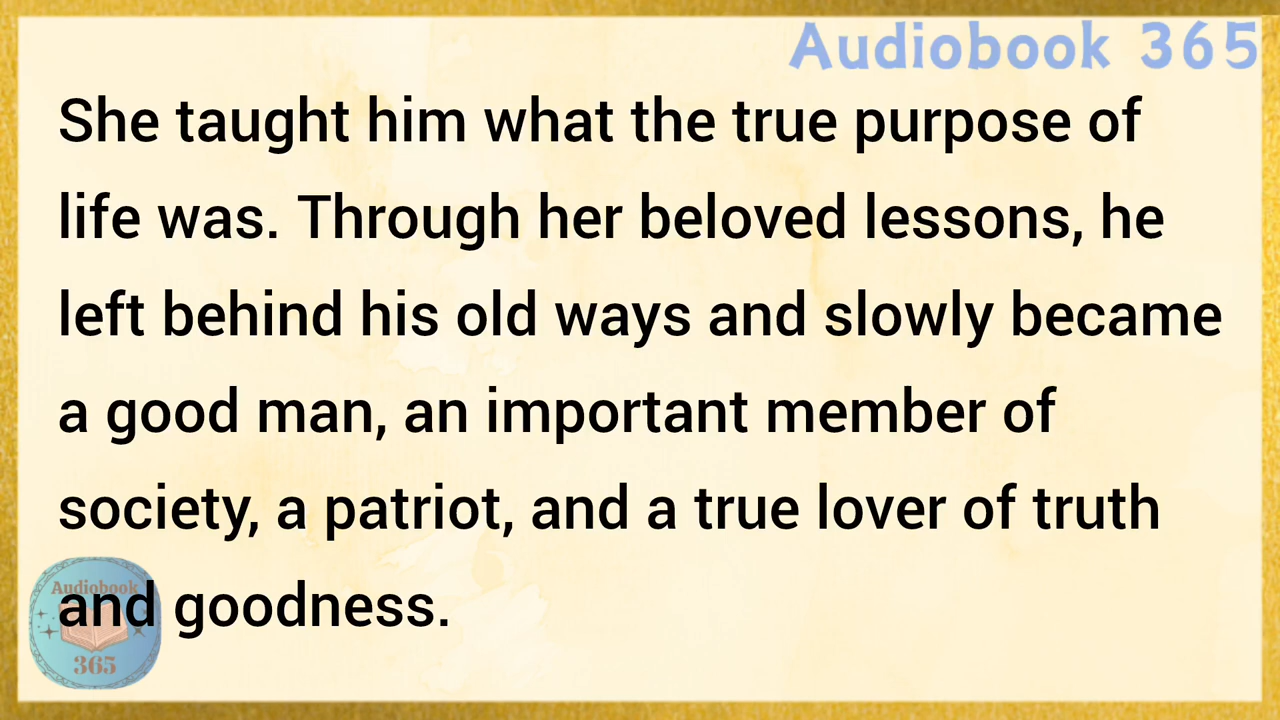 Audiobook 365
She taught him what the true purpose of
life was. Through her beloved lessons, he
left behind his old ways and slowly became
a good man, an important member of
society, a patriot, and a true lover of truth
and goodness.
Audiobook
365